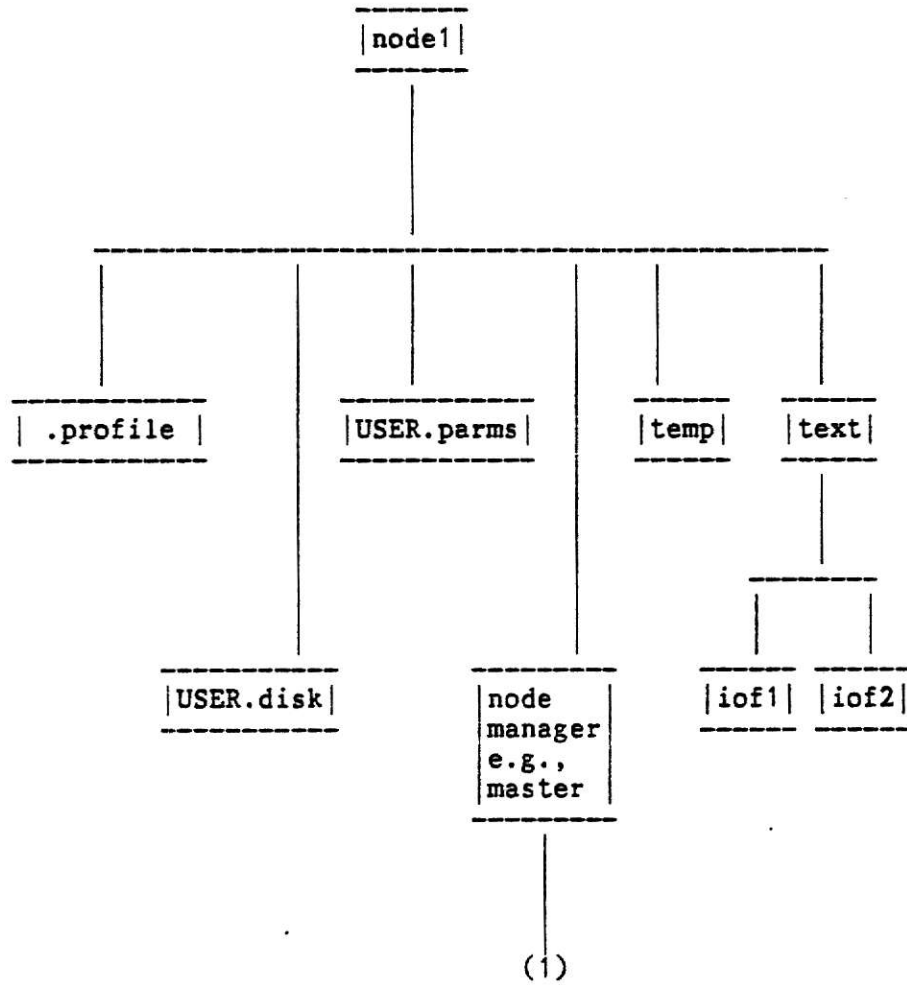 node1
.profile
USER.parms
temp
text
USER.disk
node
manager
e.g.,
master
iof1
iof2
(1)